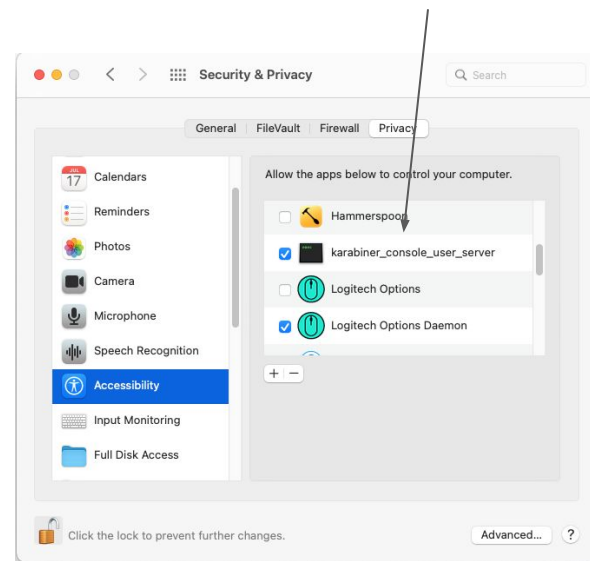 Security & Privacy
Search
General FileVault Firewall Privacy
JUL
17
Calendars
Reminders
Photos
Camera
Microphone
Speech Recognition
Accessibility
Input Monitoring
Full Disk Access
Allow the apps below to control your computer.
Hammerspoon
karabiner_console_user_server
Logitech Options
Logitech Options Daemon
+ −
Click the lock to prevent further changes.
Advanced... ?